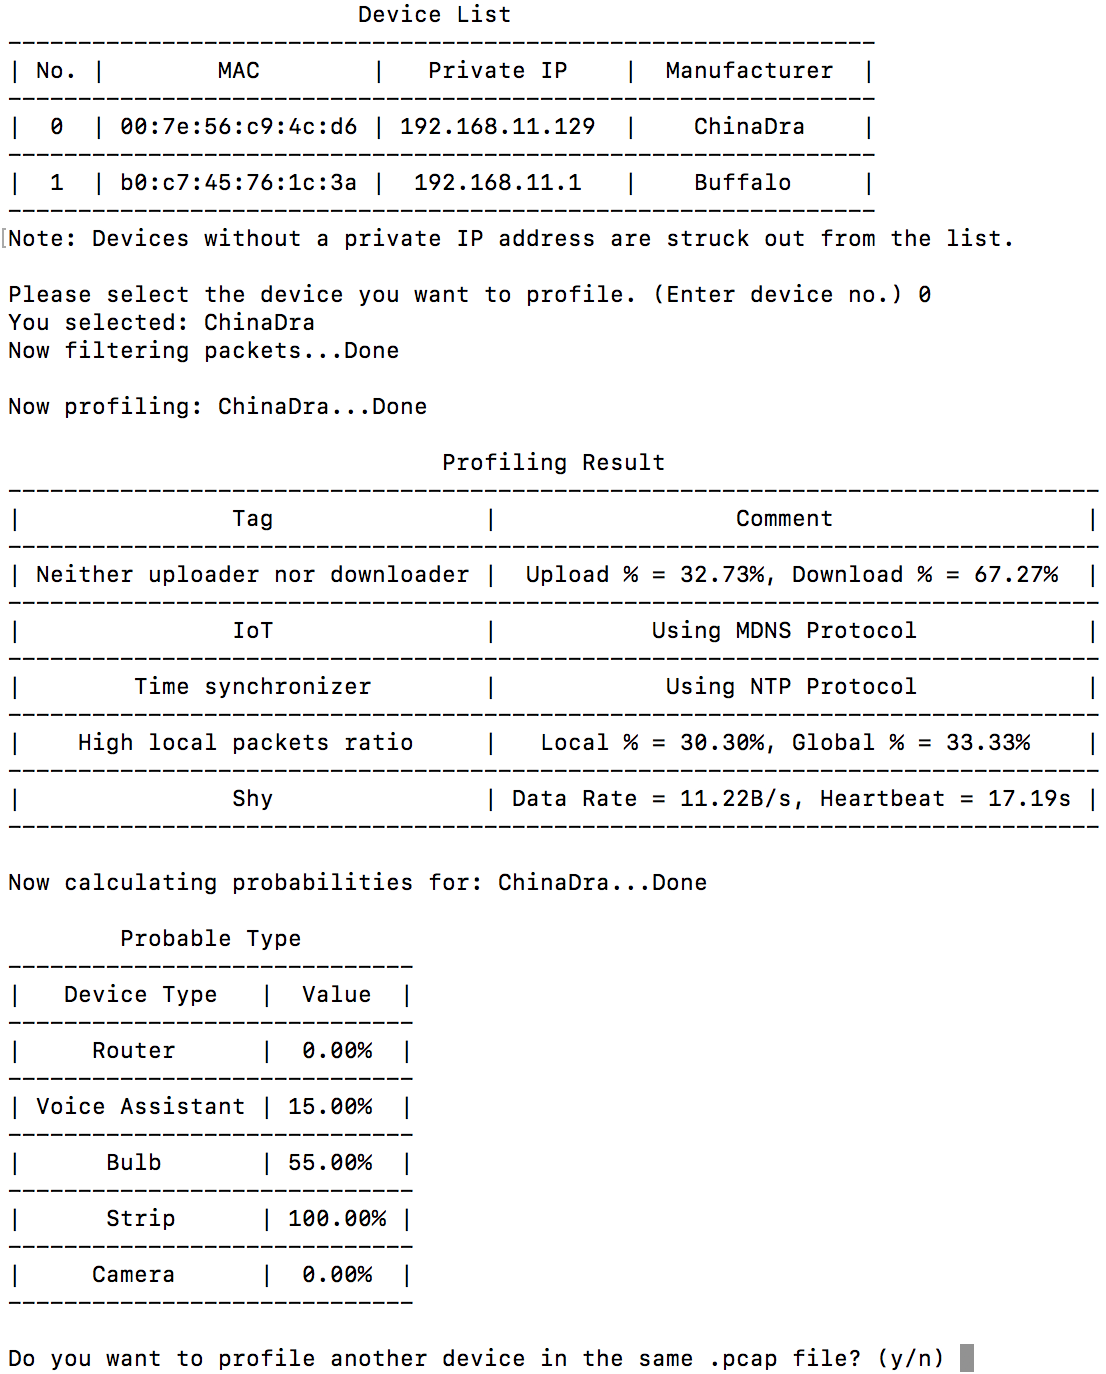 Device List
---------------------------------------------------------------
| No. |        MAC        |   Private IP    |  Manufacturer  |
---------------------------------------------------------------
|  0  | 00:7e:56:c9:4c:d6 | 192.168.11.129  |    ChinaDra    |
---------------------------------------------------------------
|  1  | b0:c7:45:76:1c:3a |  192.168.11.1   |    Buffalo     |
---------------------------------------------------------------
[Note: Devices without a private IP address are struck out from the list.
Please select the device you want to profile. (Enter device no.) 0
You selected: ChinaDra
Now filtering packets...Done
Now profiling: ChinaDra...Done
Profiling Result
------------------------------------------------------------------------------
|               Tag                |                 Comment                  |
------------------------------------------------------------------------------
| Neither uploader nor downloader |  Upload % = 32.73%, Download % = 67.27%  |
------------------------------------------------------------------------------
|               IoT                |           Using MDNS Protocol            |
------------------------------------------------------------------------------
|        Time synchronizer         |            Using NTP Protocol            |
------------------------------------------------------------------------------
|    High local packets ratio     |   Local % = 30.30%, Global % = 33.33%    |
------------------------------------------------------------------------------
|               Shy                | Data Rate = 11.22B/s, Heartbeat = 17.19s |
------------------------------------------------------------------------------
Now calculating probabilities for: ChinaDra...Done
Probable Type
-----------------------------
|   Device Type   |  Value  |
-----------------------------
|     Router      |  0.00%  |
-----------------------------
| Voice Assistant | 15.00%  |
-----------------------------
|      Bulb       | 55.00%  |
-----------------------------
|      Strip      | 100.00% |
-----------------------------
|     Camera      |  0.00%  |
-----------------------------
Do you want to profile another device in the same .pcap file? (y/n)